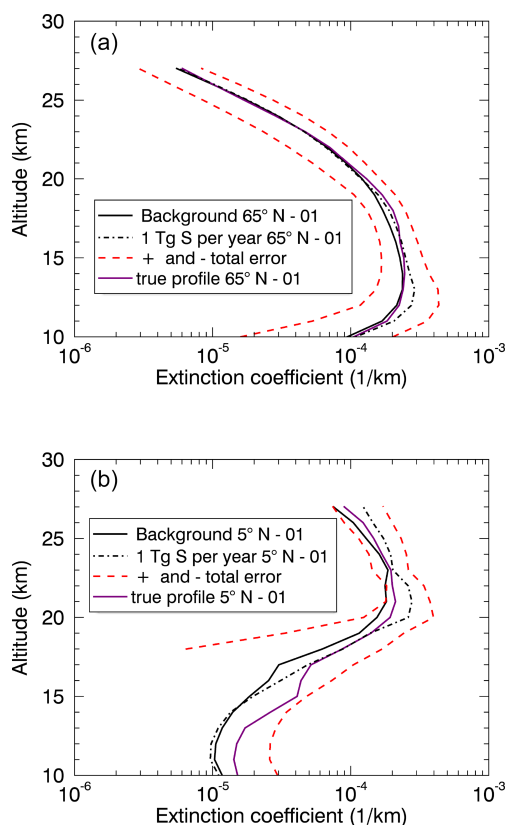 (a)
30
25
20
15
10
Altitude (km)
Background 65° N - 01
1 Tg S per year 65° N - 01
+ and - total error
true profile 65° N - 01
10-6 10-5 10-4 10-3
Extinction coefficient (1/km)
(b)
30
25
20
15
10
Altitude (km)
Background 5° N - 01
1 Tg S per year 5° N - 01
+ and - total error
true profile 5° N - 01
10-6 10-5 10-4 10-3
Extinction coefficient (1/km)